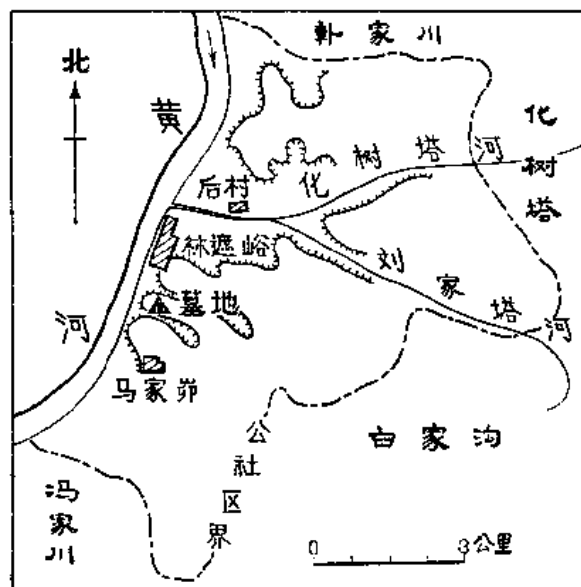 韩家川
北
黄河
化树塔
化树塔河
后村
林遮峪
刘家塔河
墓地
马家峁
白家沟
公社区界
冯家川
0 3公里